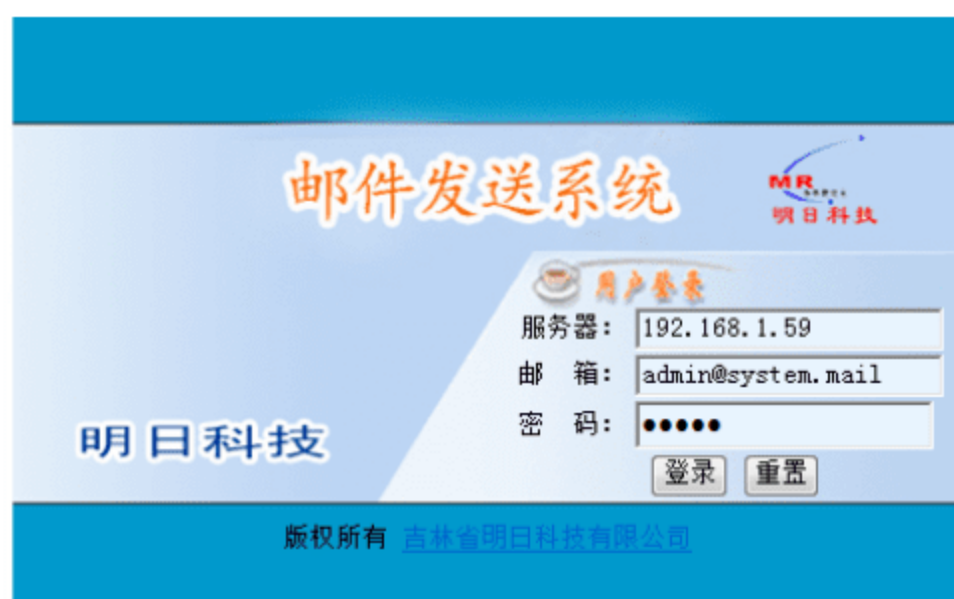 邮件发送系统
MR
明日科技
用户登录
服务器： 192.168.1.59
邮 箱： admin@system.mail
密 码： ●●●●●
明日科技
登录 重置
版权所有 吉林省明日科技有限公司